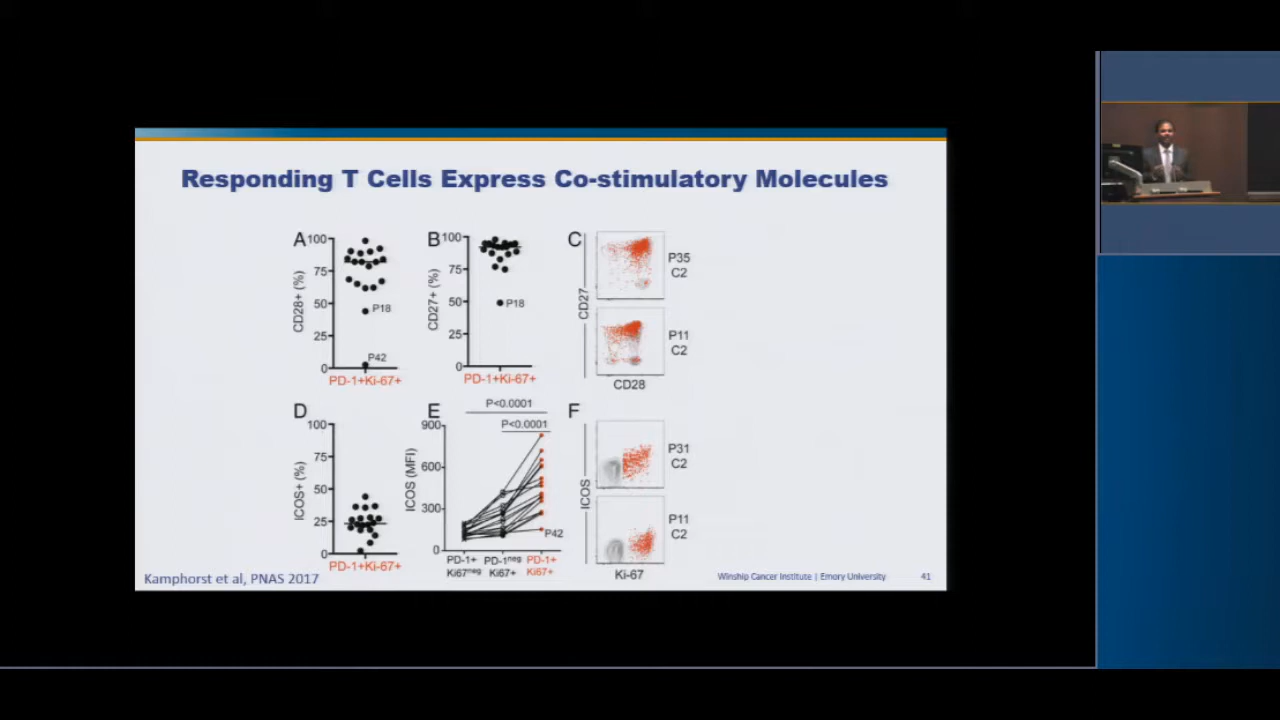 Responding T Cells Express Co-stimulatory Molecules
A
100
75
50
25
0
CD28+ (%)
P18
P42
PD-1+Ki-67+
B
100
75
50
25
0
CD27+ (%)
P18
PD-1+Ki-67+
C
CD27
P35
C2
P11
C2
CD28
D
100
75
50
25
0
ICOS+ (%)
PD-1+Ki-67+
E
P<0.0001
P<0.0001
900
600
300
0
ICOS (MFI)
P42
PD-1+
Ki67neg
PD-1neg
Ki67+
PD-1+
Ki67+
F
ICOS
P31
C2
P11
C2
Ki-67
Kamphorst et al, PNAS 2017
Winship Cancer Institute | Emory University
41